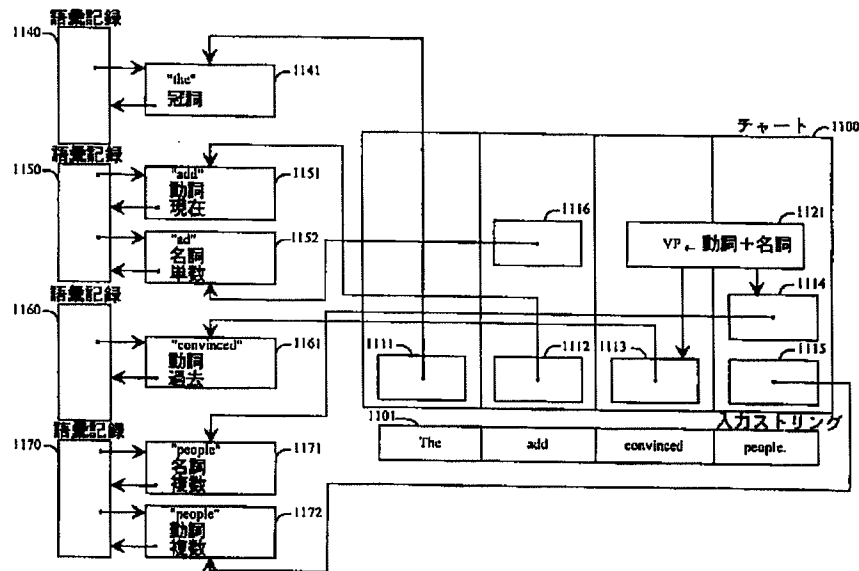 語彙記録
1140
"the"
冠詞
1141
語彙記録
1150
"add"
動詞
現在
1151
"ad"
名詞
単数
1152
語彙記録
1160
"convinced"
動詞
過去
1161
語彙記録
1170
"people"
名詞
複数
1171
"people"
動詞
複数
1172
チャート
1100
1116
1121
VP← 動詞+名詞
1114
1111
1112
1113
1115
1101
入力ストリング
The
add
convinced
people.